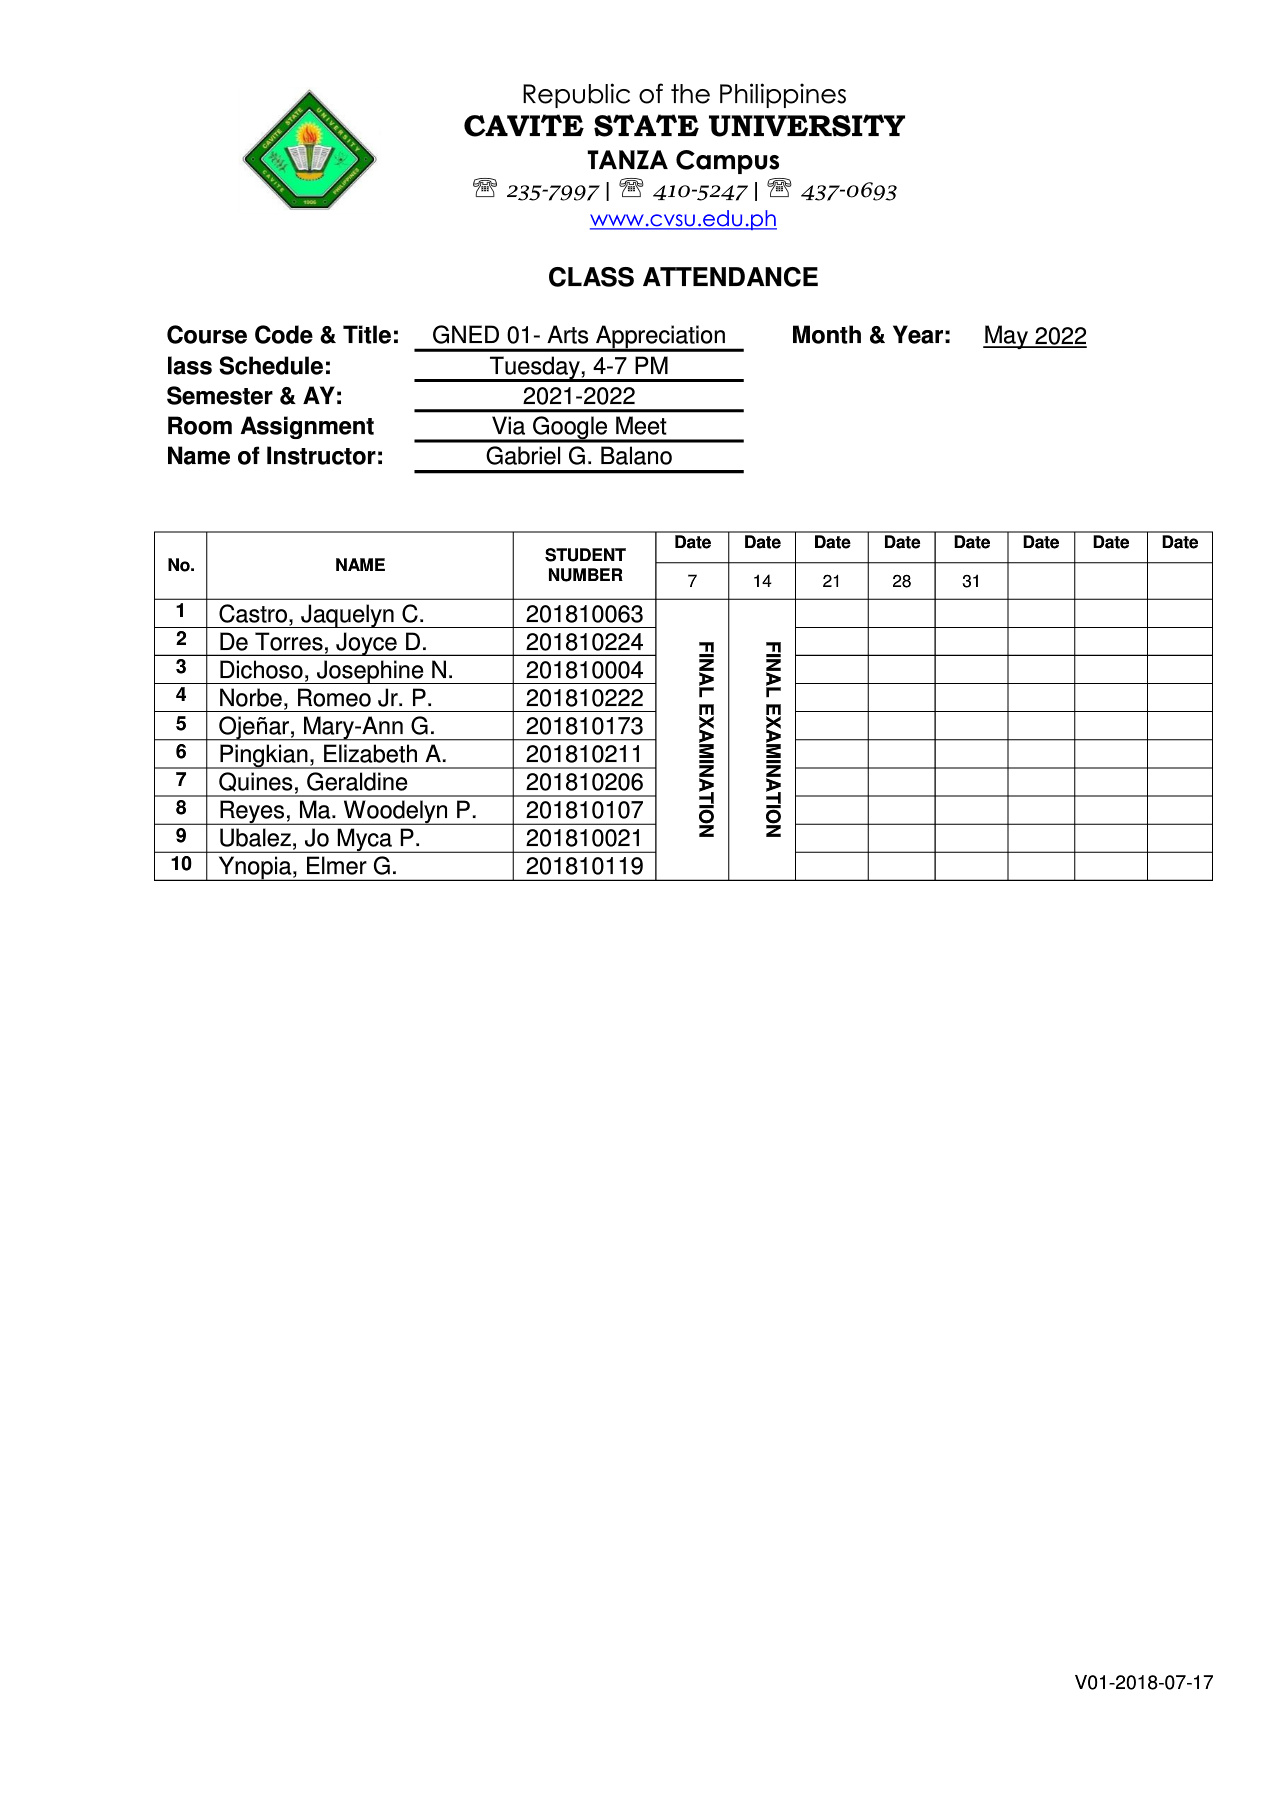 Republic of the Philippines
CAVITE STATE UNIVERSITY
TANZA Campus
☏ 235-7997 | ☏ 410-5247 | ☏ 437-0693
www.cvsu.edu.ph
CAVITE STATE UNIVERSITY
CAVITE PHILIPPINES
1906
CLASS ATTENDANCE
Course Code & Title: GNED 01- Arts Appreciation Month & Year: May 2022
lass Schedule: Tuesday, 4-7 PM
Semester & AY: 2021-2022
Room Assignment Via Google Meet
Name of Instructor: Gabriel G. Balano
No. NAME STUDENT NUMBER Date Date Date Date Date Date Date Date
7 14 21 28 31
1 Castro, Jaquelyn C. 201810063
2 De Torres, Joyce D. 201810224
3 Dichoso, Josephine N. 201810004
4 Norbe, Romeo Jr. P. 201810222
5 Ojeñar, Mary-Ann G. 201810173
6 Pingkian, Elizabeth A. 201810211
7 Quines, Geraldine 201810206
8 Reyes, Ma. Woodelyn P. 201810107
9 Ubalez, Jo Myca P. 201810021
10 Ynopia, Elmer G. 201810119
FINAL EXAMINATION
FINAL EXAMINATION
V01-2018-07-17